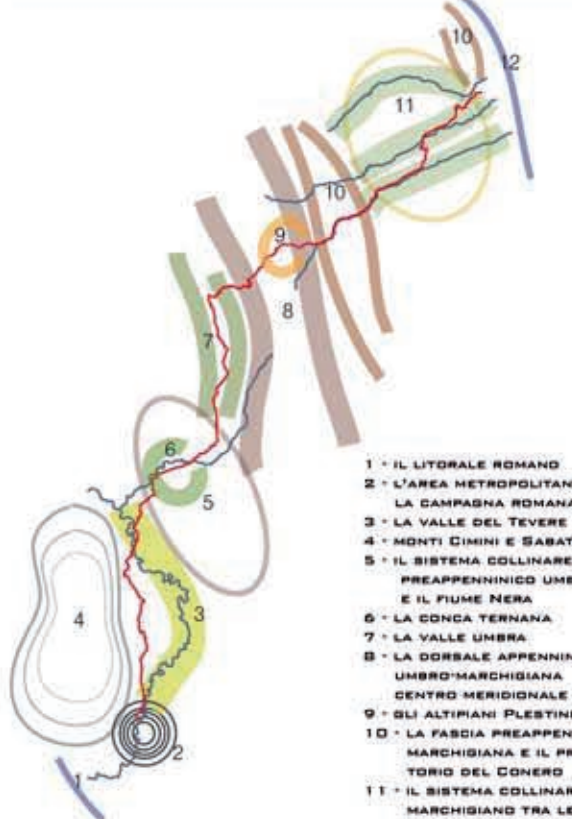 10
12
11
10
9
8
7
6
5
4
3
2
1
1 - IL LITORALE ROMANO
2 - L'AREA METROPOLITAN
LA CAMPAGNA ROMANA
3 - LA VALLE DEL TEVERE
4 - MONTI CIMINI E SABAT
5 - IL SISTEMA COLLINARE
PREAPPENNINICO UMB
E IL FIUME NERA
6 - LA CONCA TERNANA
7 - LA VALLE UMBRA
8 - LA DORSALE APPENNIN
UMBRO-MARCHIGIANA
CENTRO MERIDIONALE
9 - GLI ALTIPIANI PLESTINI
10 - LA FASCIA PREAPPEN
MARCHIGIANA E IL PR
TORIO DEL CONERO
11 - IL SISTEMA COLLINAR
MARCHIGIANO TRA LE